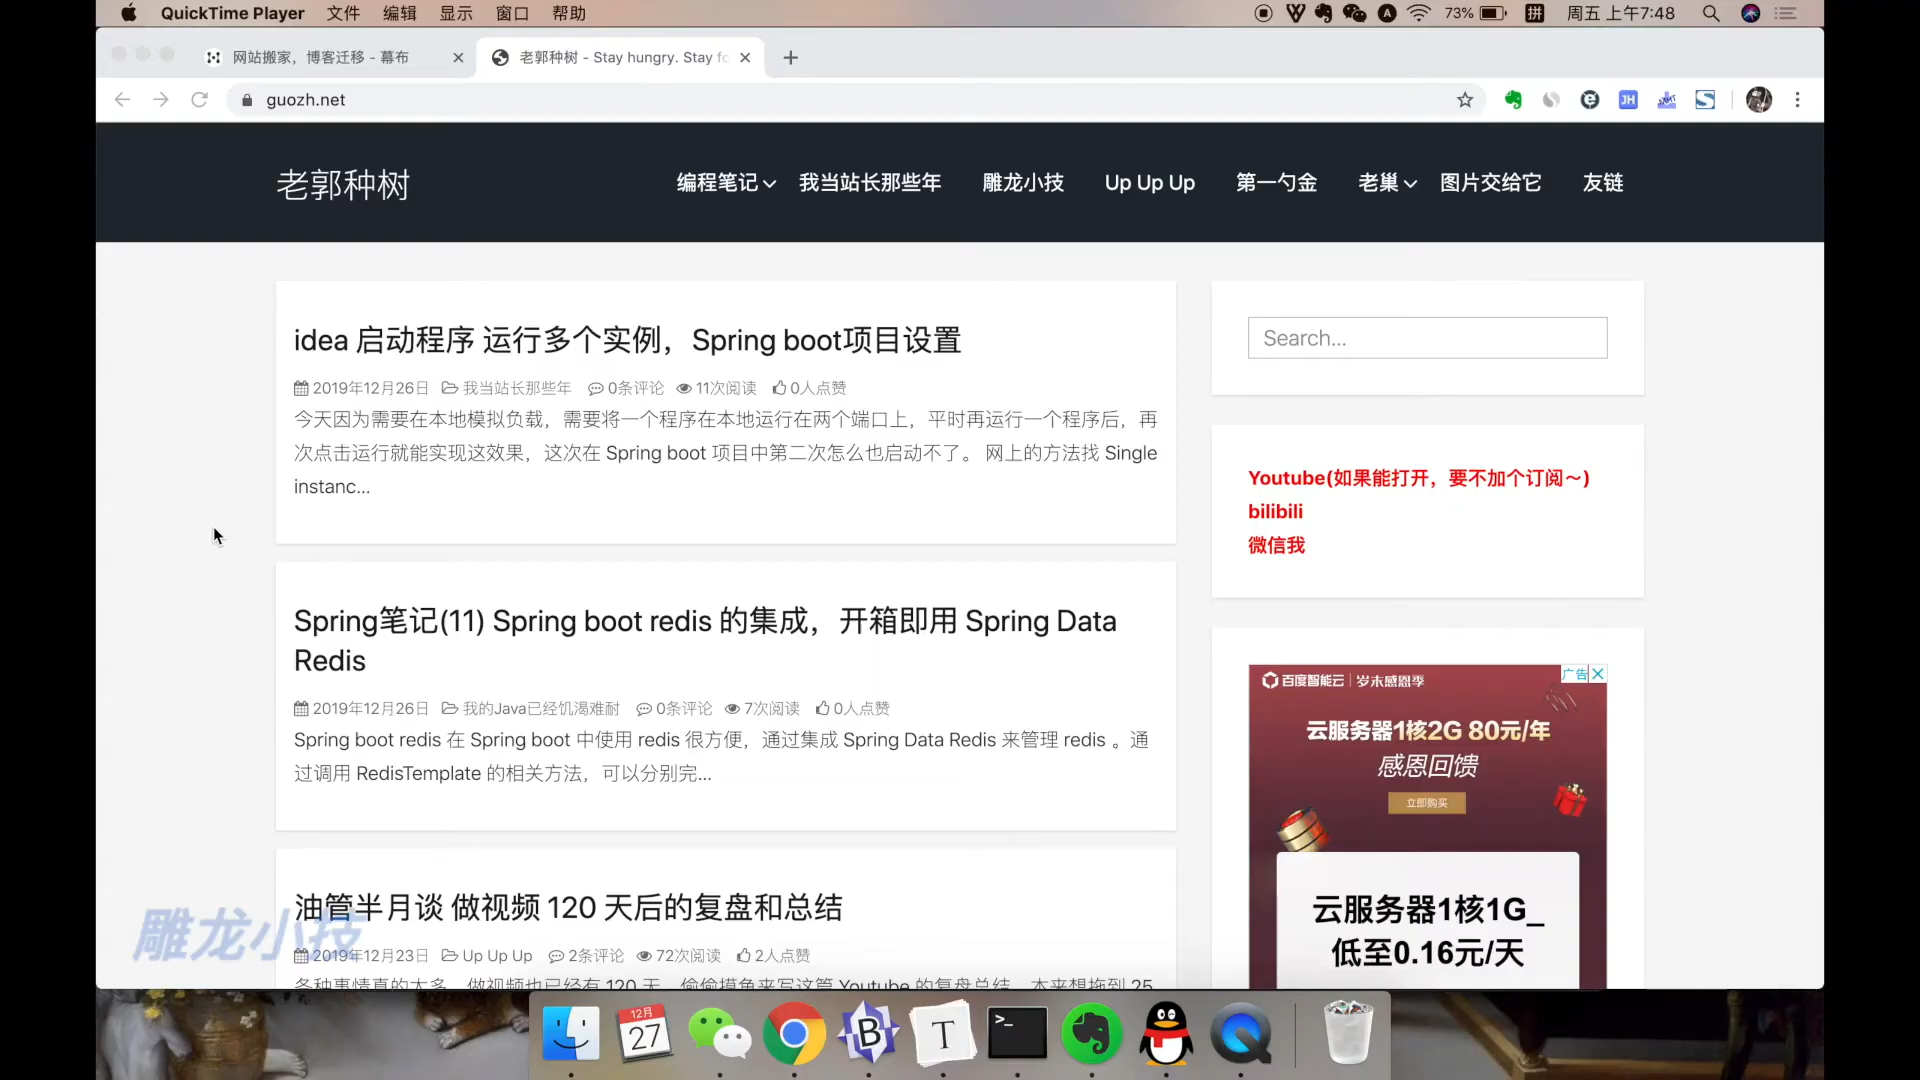 QuickTime Player 文件 编辑 显示 窗口 帮助 73% 拼 周五 上午7:48
网站搬家，博客迁移 - 幕布
老郭种树 - Stay hungry. Stay fo
guozh.net
老郭种树
编程笔记 我当站长那些年 雕龙小技 Up Up Up 第一勺金 老巢 图片交给它 友链
idea 启动程序 运行多个实例，Spring boot项目设置
2019年12月26日 我当站长那些年 0条评论 11次阅读 0人点赞
今天因为需要在本地模拟负载，需要将一个程序在本地运行在两个端口上，平时再运行一个程序后，再
次点击运行就能实现这效果，这次在 Spring boot 项目中第二次怎么也启动不了。 网上的方法找 Single
instanc...
Spring笔记(11) Spring boot redis 的集成，开箱即用 Spring Data
Redis
2019年12月26日 我的Java已经饥渴难耐 0条评论 7次阅读 0人点赞
Spring boot redis 在 Spring boot 中使用 redis 很方便，通过集成 Spring Data Redis 来管理 redis 。通
过调用 RedisTemplate 的相关方法，可以分别完...
油管半月谈 做视频 120 天后的复盘和总结
2019年12月23日 Up Up Up 2条评论 72次阅读 2人点赞
各种事情真的太多，做视频也已经有 120 天，偷偷摸鱼来写这篇 Youtube 的复盘总结。本来想拖到 25
Search...
Youtube(如果能打开，要不加个订阅～)
bilibili
微信我
百度智能云 岁末感恩季
广告
云服务器1核2G 80元/年
感恩回馈
立即购买
云服务器1核1G_
低至0.16元/天
雕龙小技
12月
27
B
T
>_